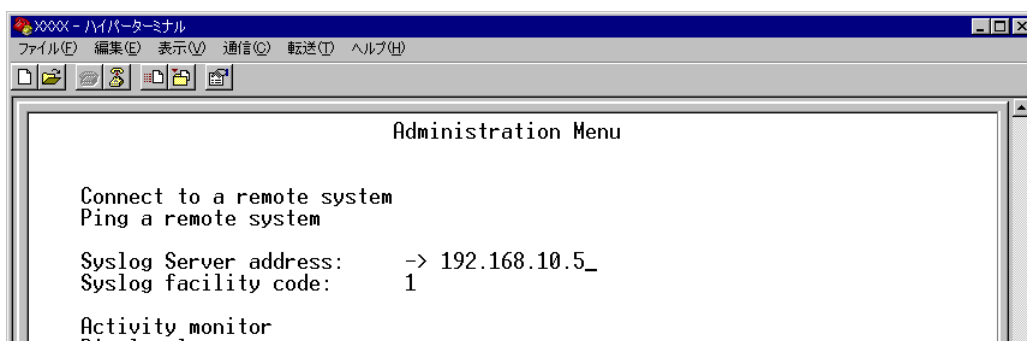 XXXX - ハイパーターミナル
ファイル(F) 編集(E) 表示(V) 通信(C) 転送(T) ヘルプ(H)
Administration Menu
Connect to a remote system
Ping a remote system
Syslog Server address: -> 192.168.10.5_
Syslog facility code: 1
Activity monitor